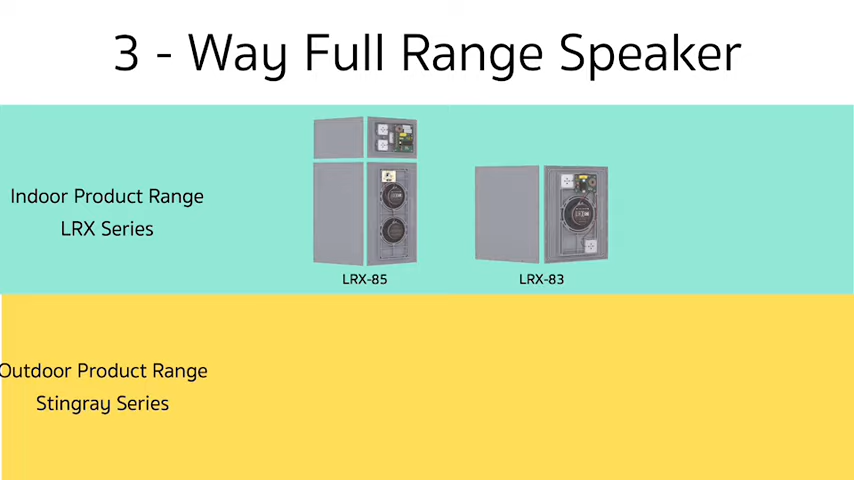 3 - Way Full Range Speaker
Indoor Product Range
LRX Series
LRX-85
LRX-83
Outdoor Product Range
Stingray Series